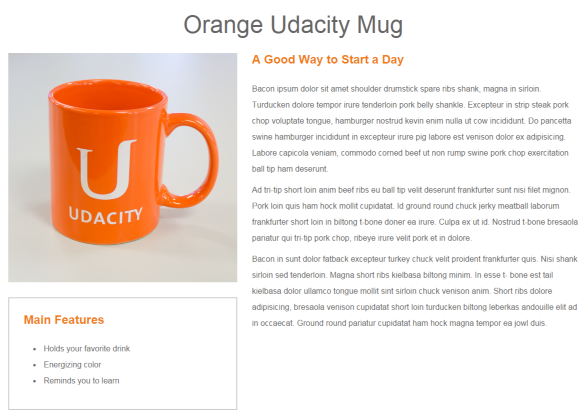 Orange Udacity Mug
U
UDACITY
Main Features
Holds your favorite drink
Energizing color
Reminds you to learn
A Good Way to Start a Day
Bacon ipsum dolor sit amet shoulder drumstick spare ribs shank, magna in sirloin.
Turducken dolore tempor irure tenderloin pork belly shankle. Excepteur in strip steak pork
chop voluptate tongue, hamburger nostrud kevin enim nulla ut cow incididunt. Do pancetta
swine hamburger incididunt in excepteur irure pig labore est venison dolor ex adipisicing.
Labore capicola veniam, commodo corned beef ut non rump swine pork chop exercitation
ball tip ham deserunt.
Ad tri-tip short loin anim beef ribs eu ball tip velit deserunt frankfurter sunt nisi filet mignon.
Pork loin quis ham hock mollit cupidatat. Id ground round chuck jerky meatball laborum
frankfurter short loin in biltong t-bone doner ea irure. Culpa ex ut id. Nostrud t-bone bresaola
pariatur qui tri-tip pork chop, ribeye irure velit pork et in dolore.
Bacon in sunt dolor fatback excepteur turkey chuck velit proident frankfurter quis. Nisi shank
sirloin sed tenderloin. Magna short ribs kielbasa biltong minim. In esse t- bone est tail
kielbasa dolor ullamco tongue mollit sint sirloin chuck venison anim. Short ribs dolore
adipisicing, bresaola venison cupidatat short loin turducken biltong leberkas andouille elit ad
in occaecat. Ground round pariatur cupidatat ham hock magna tempor ea jowl duis.